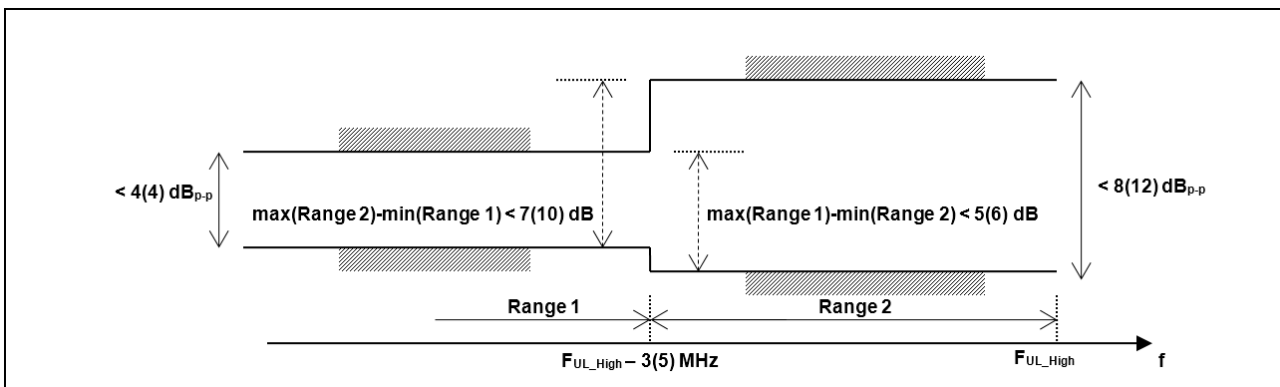 < 4(4) dBp-p
max(Range 2)-min(Range 1) < 7(10) dB
max(Range 1)-min(Range 2) < 5(6) dB
< 8(12) dBp-p
Range 1
Range 2
FUL_High – 3(5) MHz
FUL_High
f